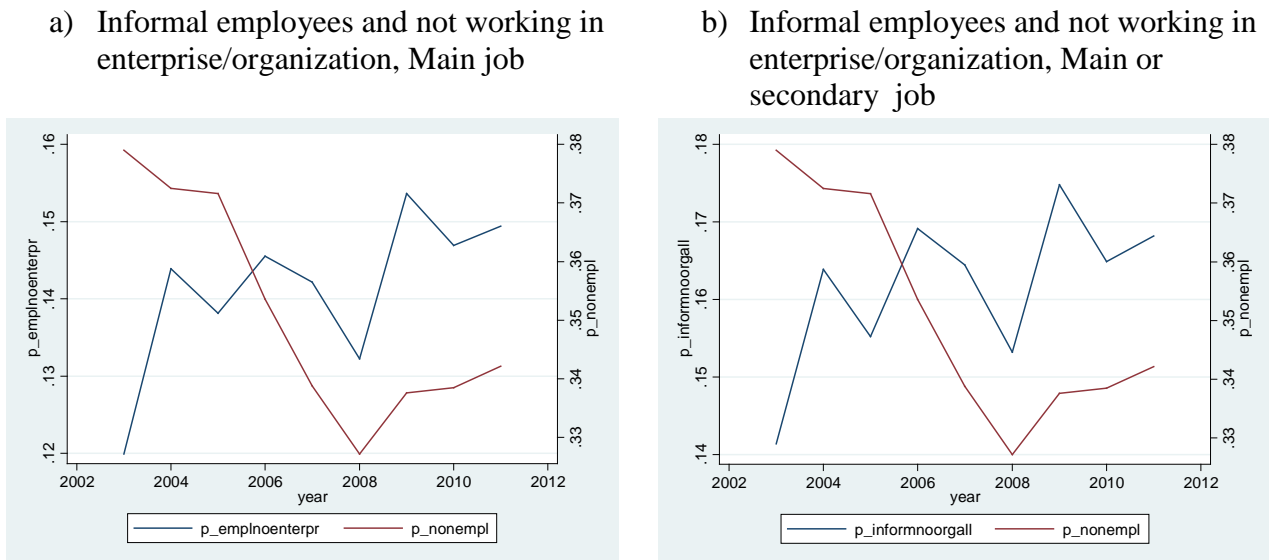 a) Informal employees and not working in
enterprise/organization, Main job
.12 .13 .14 .15 .16
p_emplnoenterpr
.33 .34 .35 .36 .37 .38
p_nonempl
2002 2004 2006 2008 2010 2012
year
p_emplnoenterpr p_nonempl
b) Informal employees and not working in
enterprise/organization, Main or
secondary job
.14 .15 .16 .17 .18
p_informnoorgall
.33 .34 .35 .36 .37 .38
p_nonempl
2002 2004 2006 2008 2010 2012
year
p_informnoorgall p_nonempl